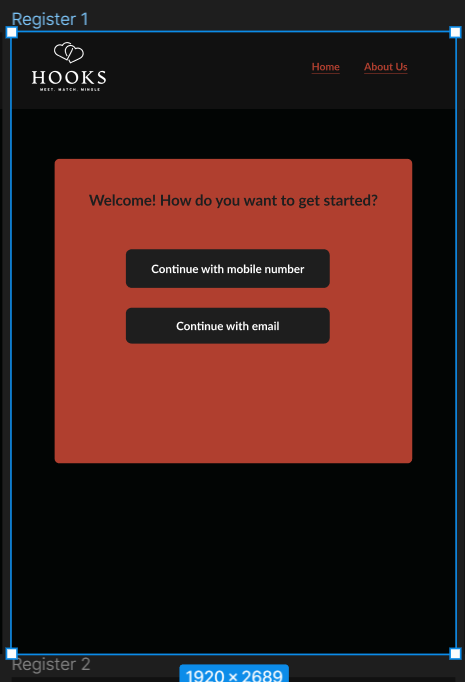 Register 1
HOOKS
MEET. MATCH. MINGLE
Home
About Us
Welcome! How do you want to get started?
Continue with mobile number
Continue with email
Register 2
1920 × 2689